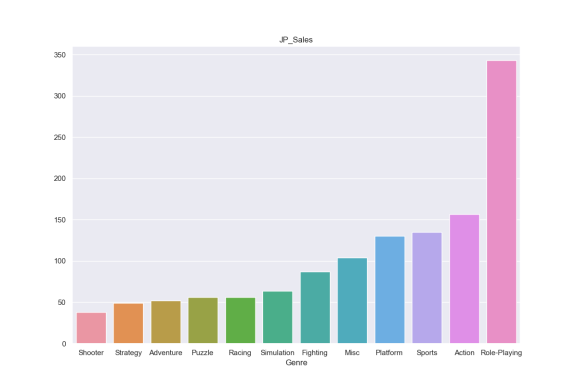 JP_Sales
350
300
250
200
150
100
50
0
Shooter Strategy Adventure Puzzle Racing Simulation Fighting Misc Platform Sports Action Role-Playing
Genre